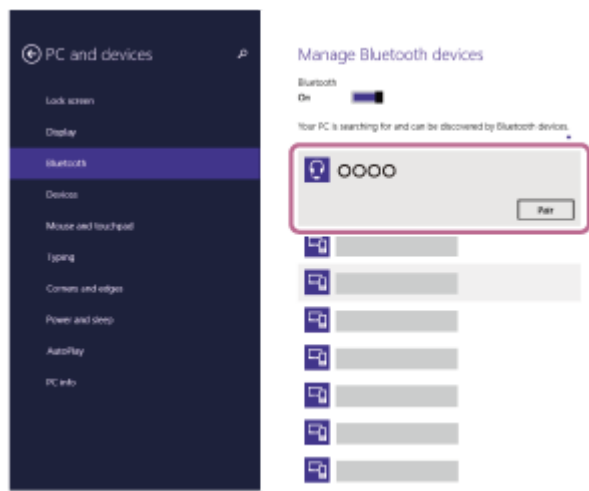 PC and devices
Lock screen
Display
Bluetooth
Devices
Mouse and touchpad
Typing
Corners and edges
Power and sleep
AutoPlay
PC info
Manage Bluetooth devices
Bluetooth
On
Your PC is searching for and can be discovered by Bluetooth devices.
OOOO
Pair